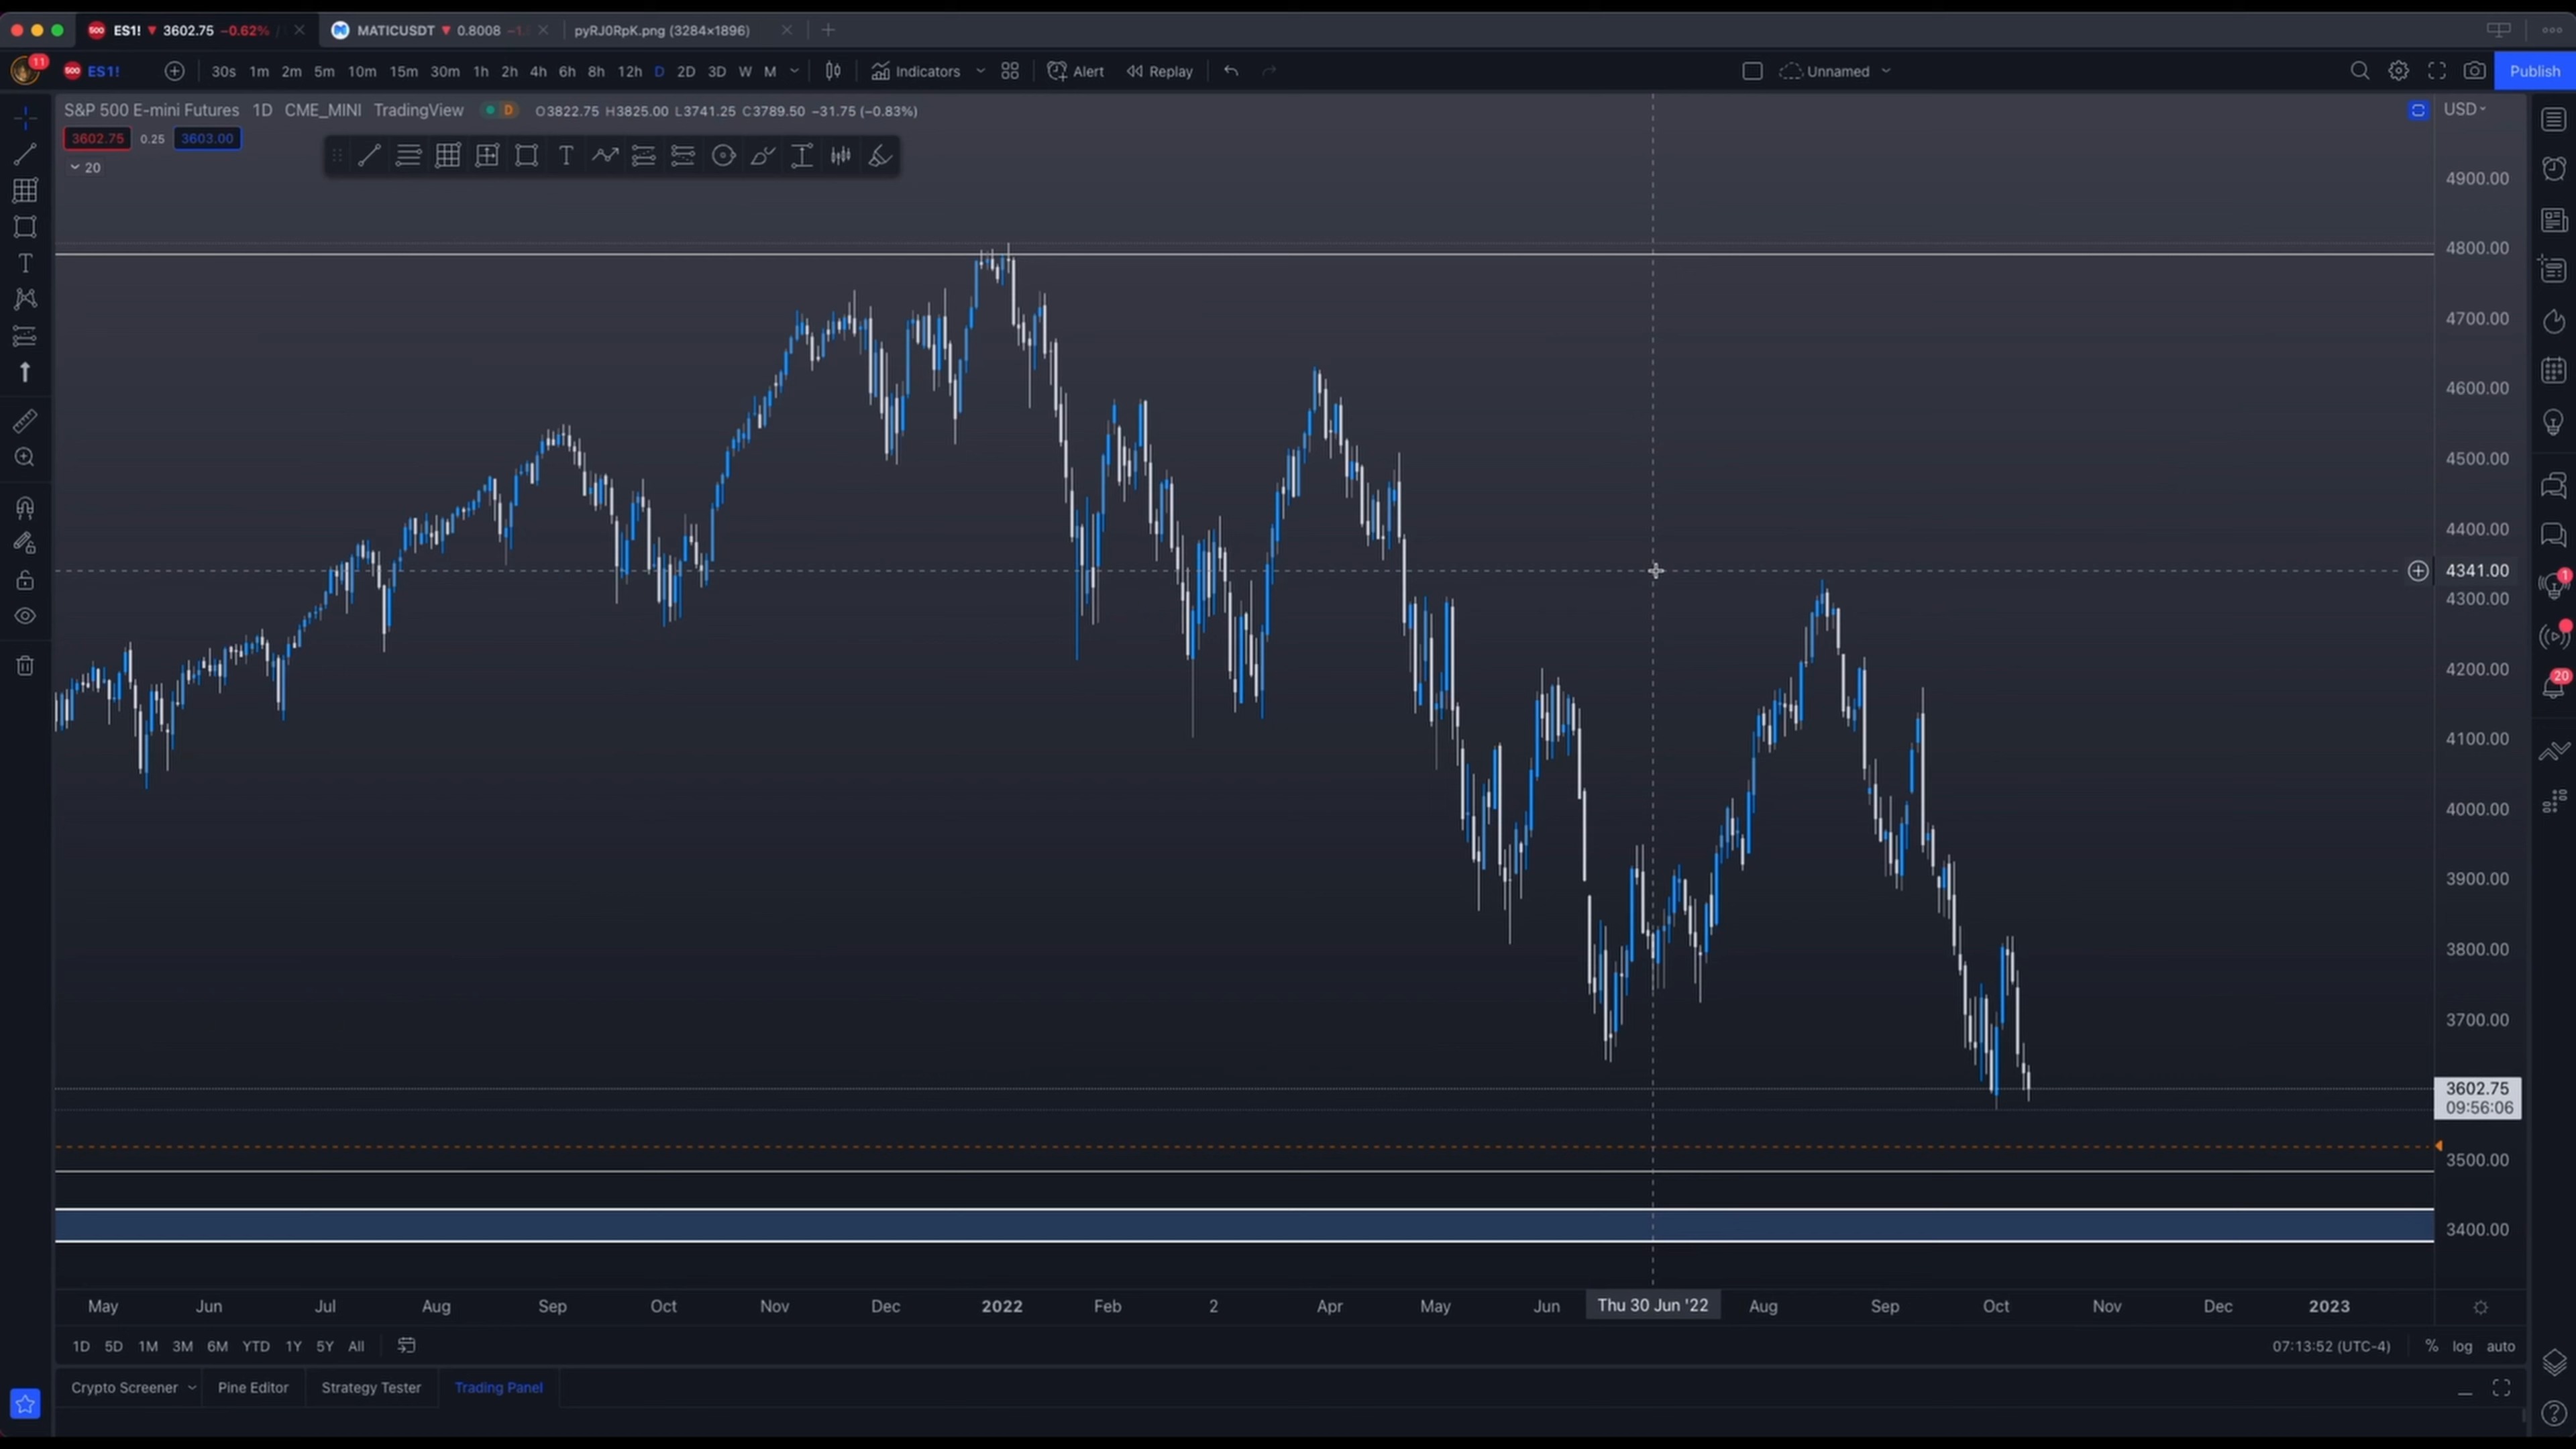 ES1! ▼ 3602.75 −0.62% /
MATICUSDT ▼ 0.8008 −1.
pyRJ0RpK.png (3284×1896)
11
500 ES1!
30s 1m 2m 5m 10m 15m 30m 1h 2h 4h 6h 8h 12h D 2D 3D W M
Indicators
Alert
Replay
Unnamed
Publish
S&P 500 E-mini Futures 1D CME_MINI TradingView
D
O3822.75 H3825.00 L3741.25 C3789.50 −31.75 (−0.83%)
USD
3602.75 0.25 3603.00
20
4900.00
4800.00
4700.00
4600.00
4500.00
4400.00
4341.00
4300.00
4200.00
4100.00
4000.00
3900.00
3800.00
3700.00
3602.75
09:56:06
3500.00
3400.00
1
20
May Jun Jul Aug Sep Oct Nov Dec 2022 Feb 2 Apr May Jun Thu 30 Jun '22 Aug Sep Oct Nov Dec 2023
1D 5D 1M 3M 6M YTD 1Y 5Y All
07:13:52 (UTC-4) % log auto
Crypto Screener Pine Editor Strategy Tester Trading Panel